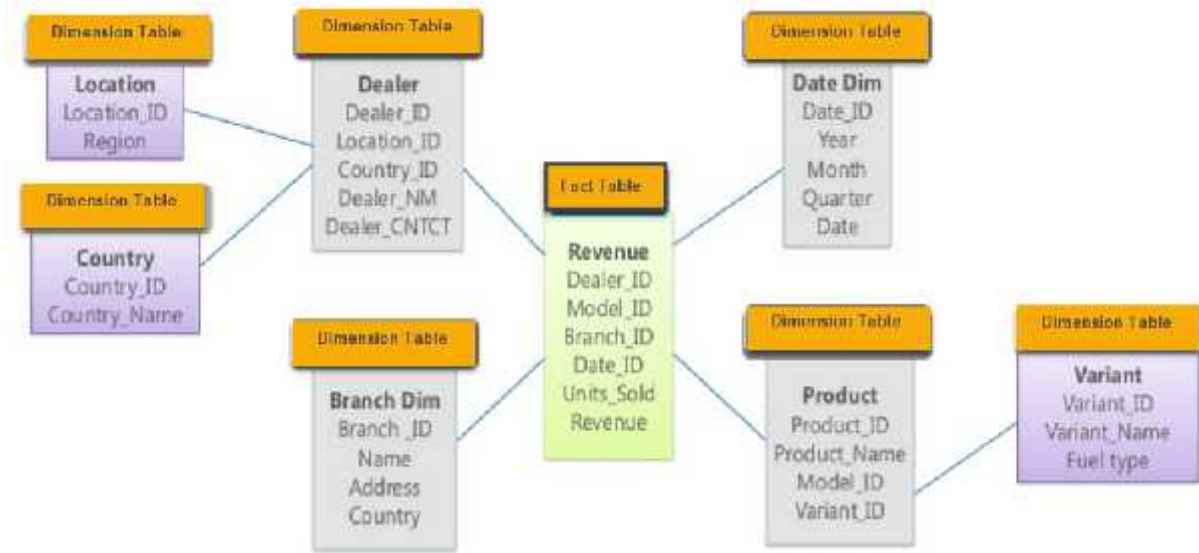 Dimension Table
Location
Location_ID
Region
Dimension Table
Dealer
Dealer_ID
Location_ID
Country_ID
Dealer_NM
Dealer_CNTCT
Dimension Table
Date Dim
Date_ID
Year
Month
Quarter
Date
Dimension Table
Country
Country_ID
Country_Name
Fact Table
Revenue
Dealer_ID
Model_ID
Branch_ID
Date_ID
Units_Sold
Revenue
Dimension Table
Branch Dim
Branch _ID
Name
Address
Country
Dimension Table
Product
Product_ID
Product_Name
Model_ID
Variant_ID
Dimension Table
Variant
Variant_ID
Variant_Name
Fuel type